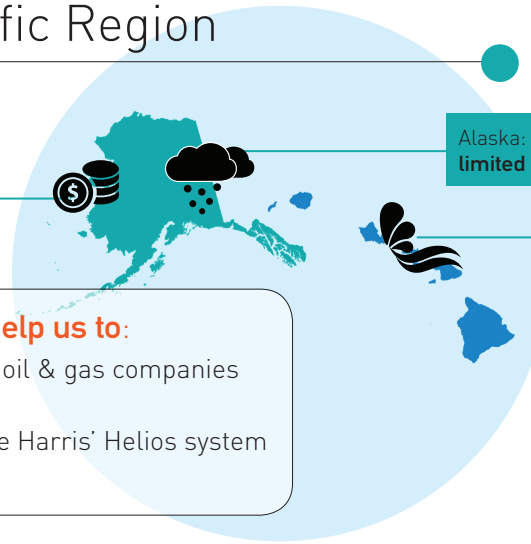 fic Region
Alaska:
limited
$
elp us to:
oil & gas companies
e Harris' Helios system